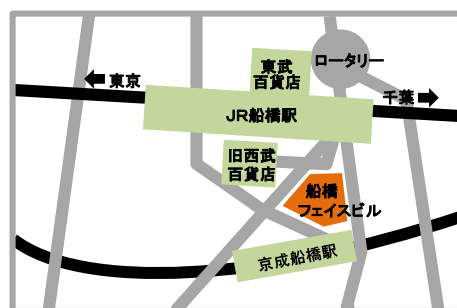 ロータリー
東武
百貨店
東京
千葉
JR船橋駅
旧西武
百貨店
船橋
フェイスビル
京成船橋駅